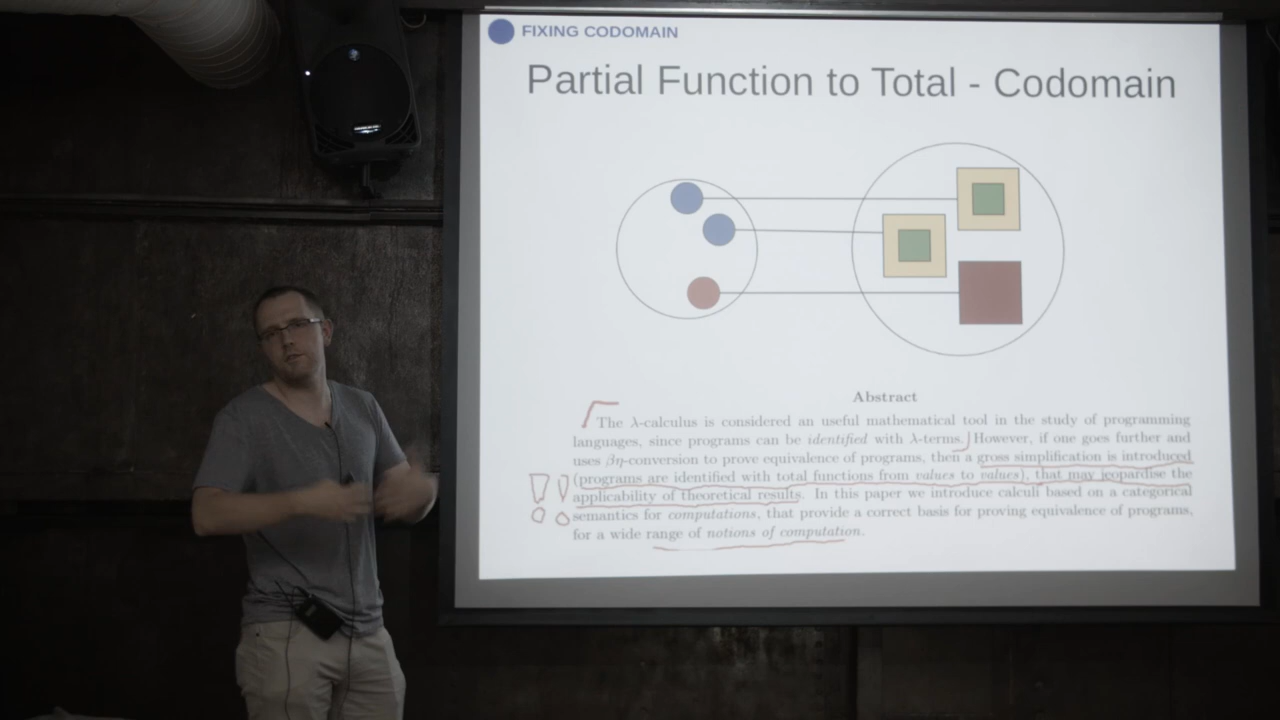 FIXING CODOMAIN
Partial Function to Total - Codomain
Abstract
The λ-calculus is considered an useful mathematical tool in the study of programming
languages, since programs can be identified with λ-terms. However, if one goes further and
uses βη-conversion to prove equivalence of programs, then a gross simplification is introduced
(programs are identified with total functions from values to values), that may jeopardise the
!! applicability of theoretical results. In this paper we introduce calculi based on a categorical
semantics for computations, that provide a correct basis for proving equivalence of programs,
for a wide range of notions of computation.